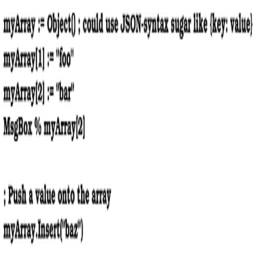 myArray := Object() ; could use JSON-syntax sugar like {key: value}
myArray[1] := "foo"
myArray[2] := "bar"
MsgBox % myArray[2]
; Push a value onto the array
myArray.Insert("baz")